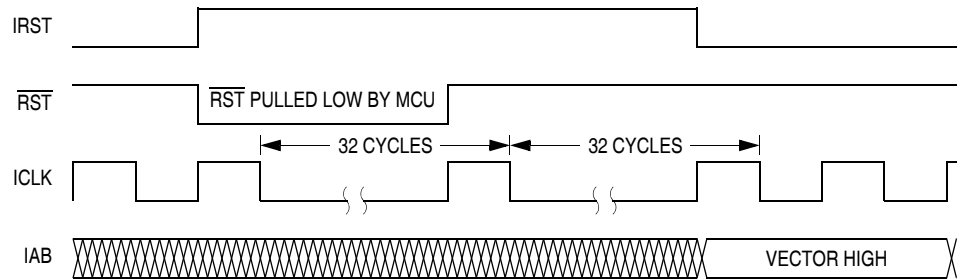 IRST
RST
RST PULLED LOW BY MCU
32 CYCLES
32 CYCLES
ICLK
IAB
VECTOR HIGH